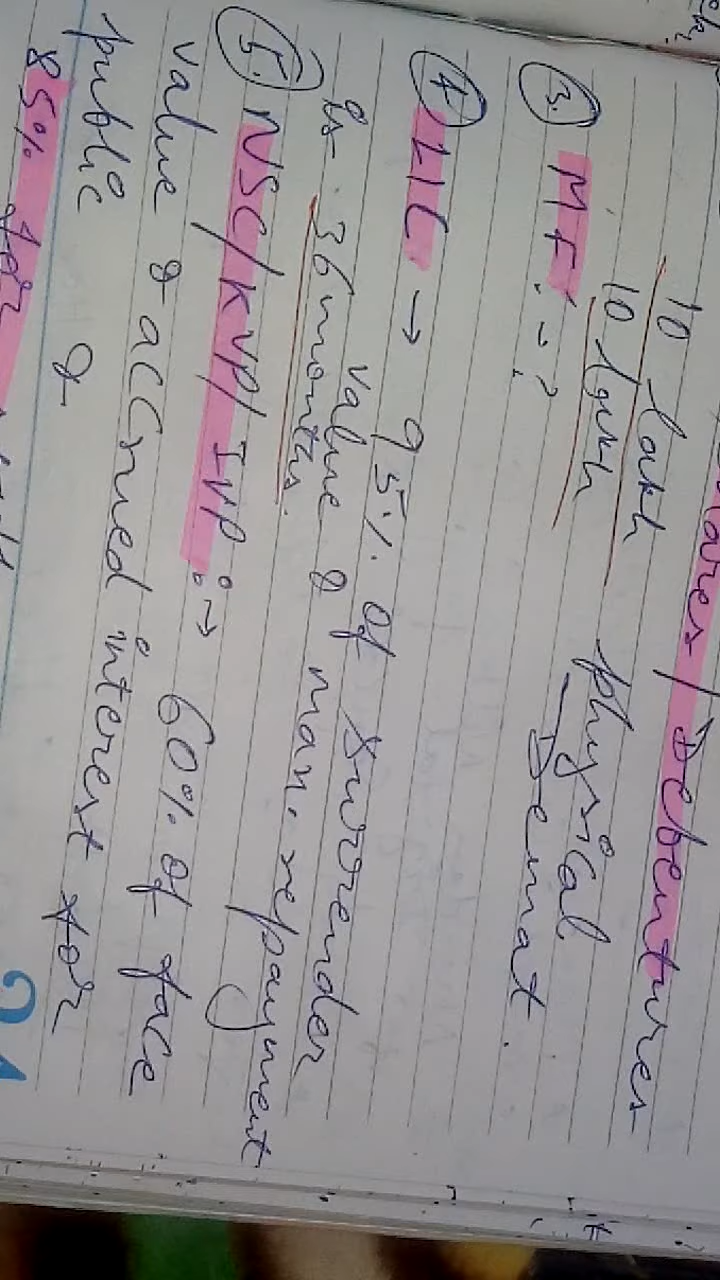 / Debentures
10 lakh physical
10 lakh Demat.
3. MF :- ?
4. LIC → 95% of surrender
value & max. repayment
is 36 months.
5. NSC/KVP/IVP :→ 60% of face
value & accrued interest for
public &
85% for